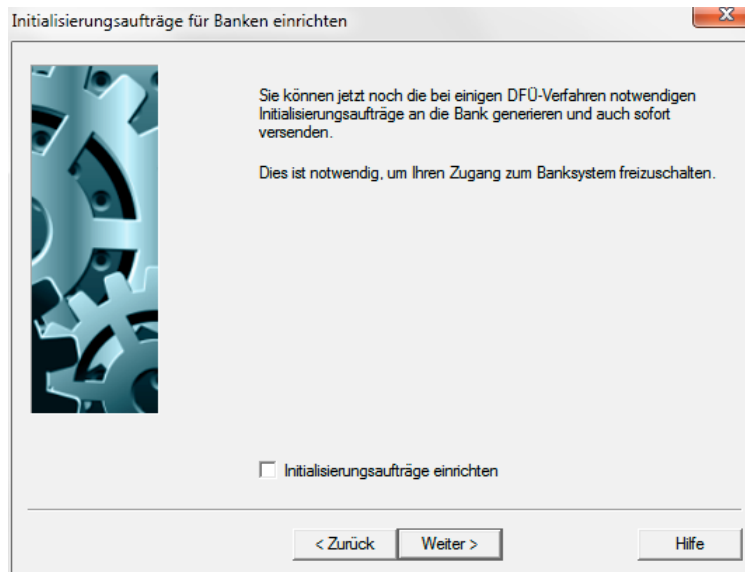 Initialisierungsaufträge für Banken einrichten
Sie können jetzt noch die bei einigen DFÜ-Verfahren notwendigen
Initialisierungsaufträge an die Bank generieren und auch sofort
versenden.
Dies ist notwendig, um Ihren Zugang zum Banksystem freizuschalten.
Initialisierungsaufträge einrichten
< Zurück
Weiter >
Hilfe